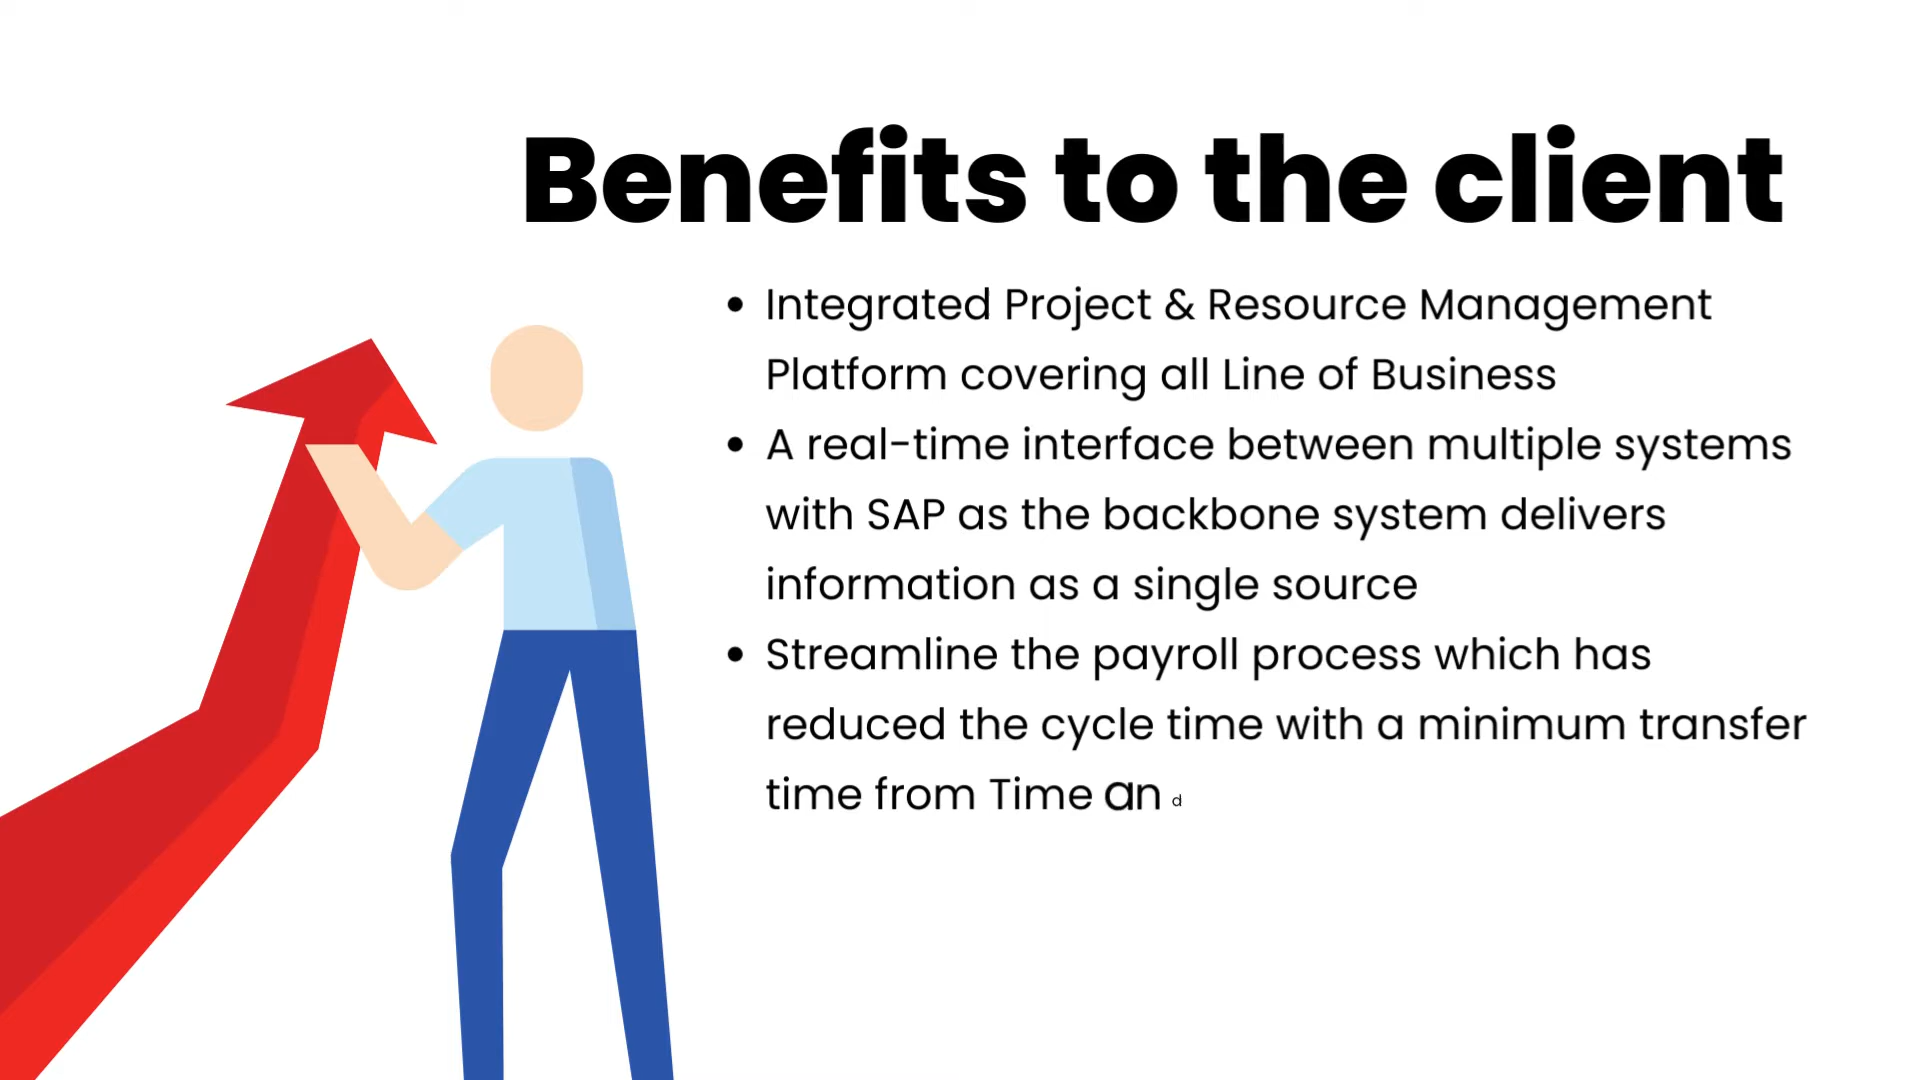 Benefits to the client
• Integrated Project & Resource Management
Platform covering all Line of Business
• A real-time interface between multiple systems
with SAP as the backbone system delivers
information as a single source
• Streamline the payroll process which has
reduced the cycle time with a minimum transfer
time from Time and